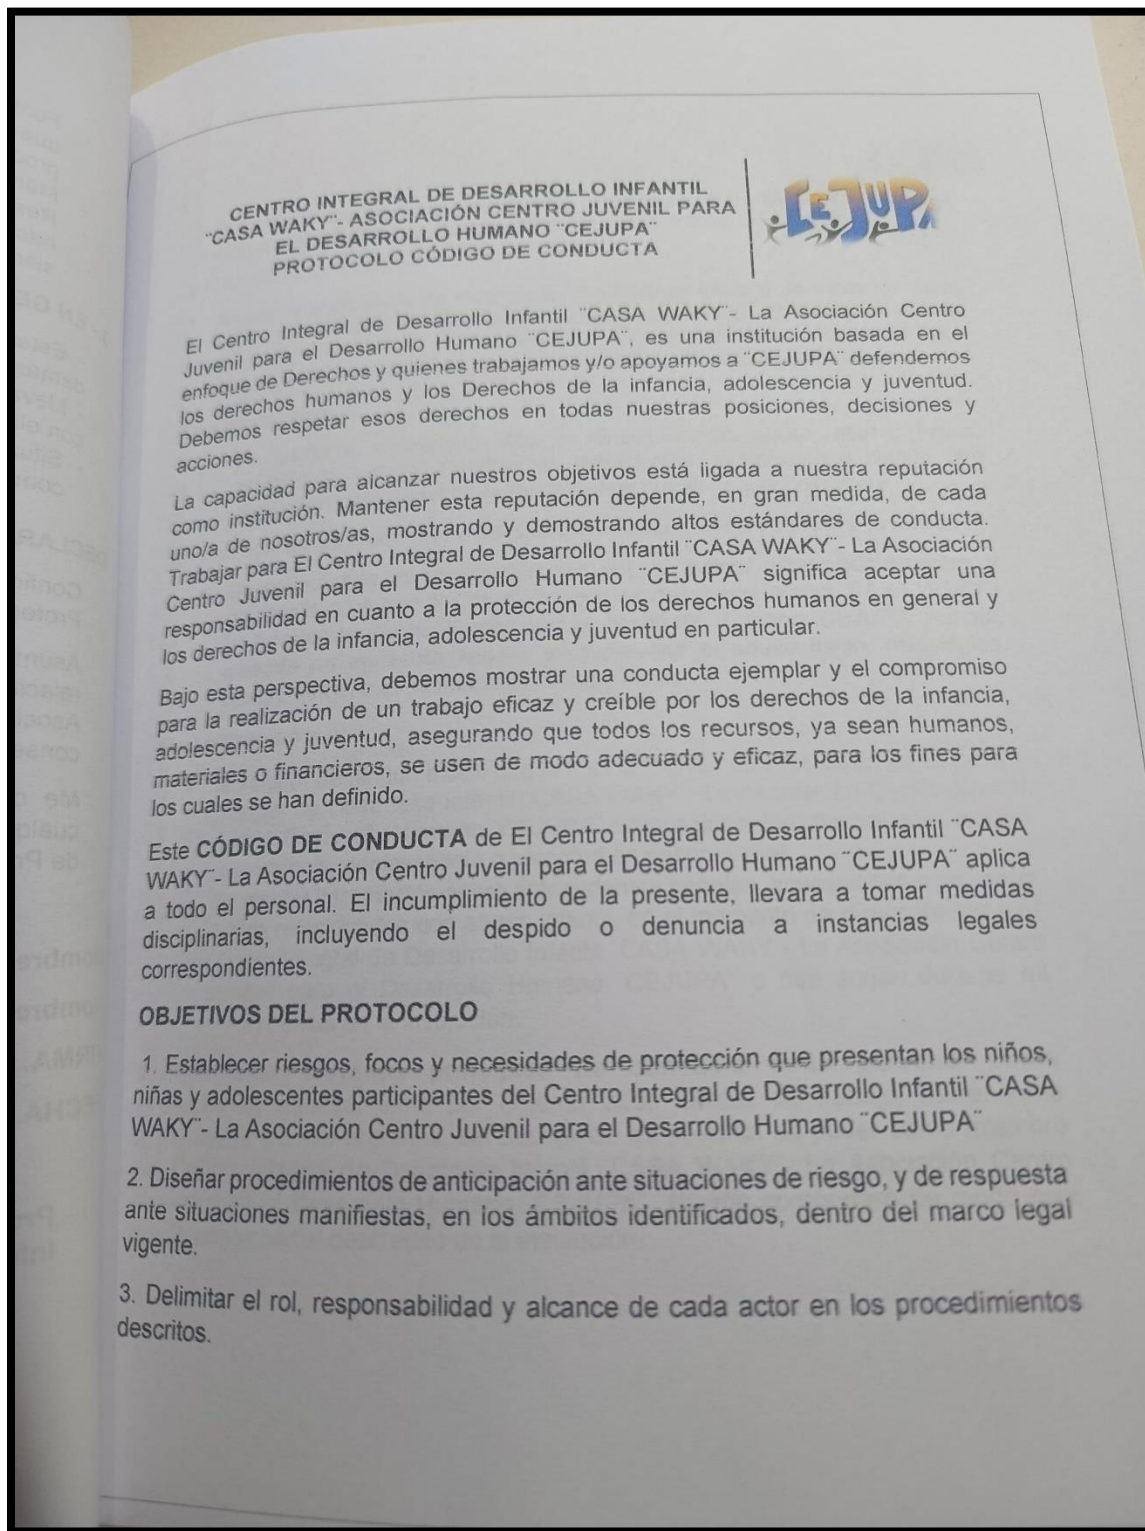 CENTRO INTEGRAL DE DESARROLLO INFANTIL
¨CASA WAKY¨- ASOCIACIÓN CENTRO JUVENIL PARA
EL DESARROLLO HUMANO ¨CEJUPA¨
PROTOCOLO CÓDIGO DE CONDUCTA
CEJUPA
El Centro Integral de Desarrollo Infantil ¨CASA WAKY¨- La Asociación Centro
Juvenil para el Desarrollo Humano ¨CEJUPA¨, es una institución basada en el
enfoque de Derechos y quienes trabajamos y/o apoyamos a ¨CEJUPA¨ defendemos
los derechos humanos y los Derechos de la infancia, adolescencia y juventud.
Debemos respetar esos derechos en todas nuestras posiciones, decisiones y
acciones.
La capacidad para alcanzar nuestros objetivos está ligada a nuestra reputación
como institución. Mantener esta reputación depende, en gran medida, de cada
uno/a de nosotros/as, mostrando y demostrando altos estándares de conducta.
Trabajar para El Centro Integral de Desarrollo Infantil ¨CASA WAKY¨- La Asociación
Centro Juvenil para el Desarrollo Humano ¨CEJUPA¨ significa aceptar una
responsabilidad en cuanto a la protección de los derechos humanos en general y
los derechos de la infancia, adolescencia y juventud en particular.
Bajo esta perspectiva, debemos mostrar una conducta ejemplar y el compromiso
para la realización de un trabajo eficaz y creíble por los derechos de la infancia,
adolescencia y juventud, asegurando que todos los recursos, ya sean humanos,
materiales o financieros, se usen de modo adecuado y eficaz, para los fines para
los cuales se han definido.
Este CÓDIGO DE CONDUCTA de El Centro Integral de Desarrollo Infantil ¨CASA
WAKY¨- La Asociación Centro Juvenil para el Desarrollo Humano ¨CEJUPA¨ aplica
a todo el personal. El incumplimiento de la presente, llevara a tomar medidas
disciplinarias, incluyendo el despido o denuncia a instancias legales
correspondientes.
OBJETIVOS DEL PROTOCOLO
1. Establecer riesgos, focos y necesidades de protección que presentan los niños,
niñas y adolescentes participantes del Centro Integral de Desarrollo Infantil ¨CASA
WAKY¨- La Asociación Centro Juvenil para el Desarrollo Humano ¨CEJUPA¨
2. Diseñar procedimientos de anticipación ante situaciones de riesgo, y de respuesta
ante situaciones manifiestas, en los ámbitos identificados, dentro del marco legal
vigente.
3. Delimitar el rol, responsabilidad y alcance de cada actor en los procedimientos
descritos.